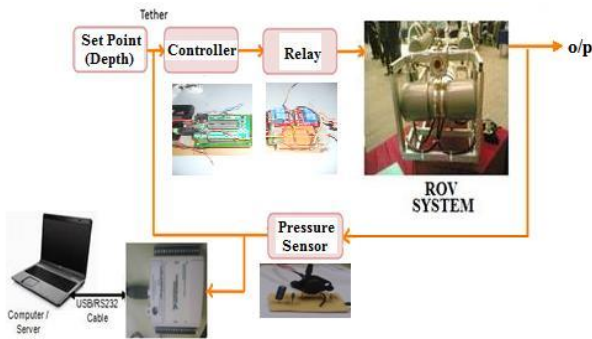 Tether
Set Point
(Depth)
Controller
Relay
o/p
ROV
SYSTEM
Pressure
Sensor
USB/RS232
Cable
Computer /
Server